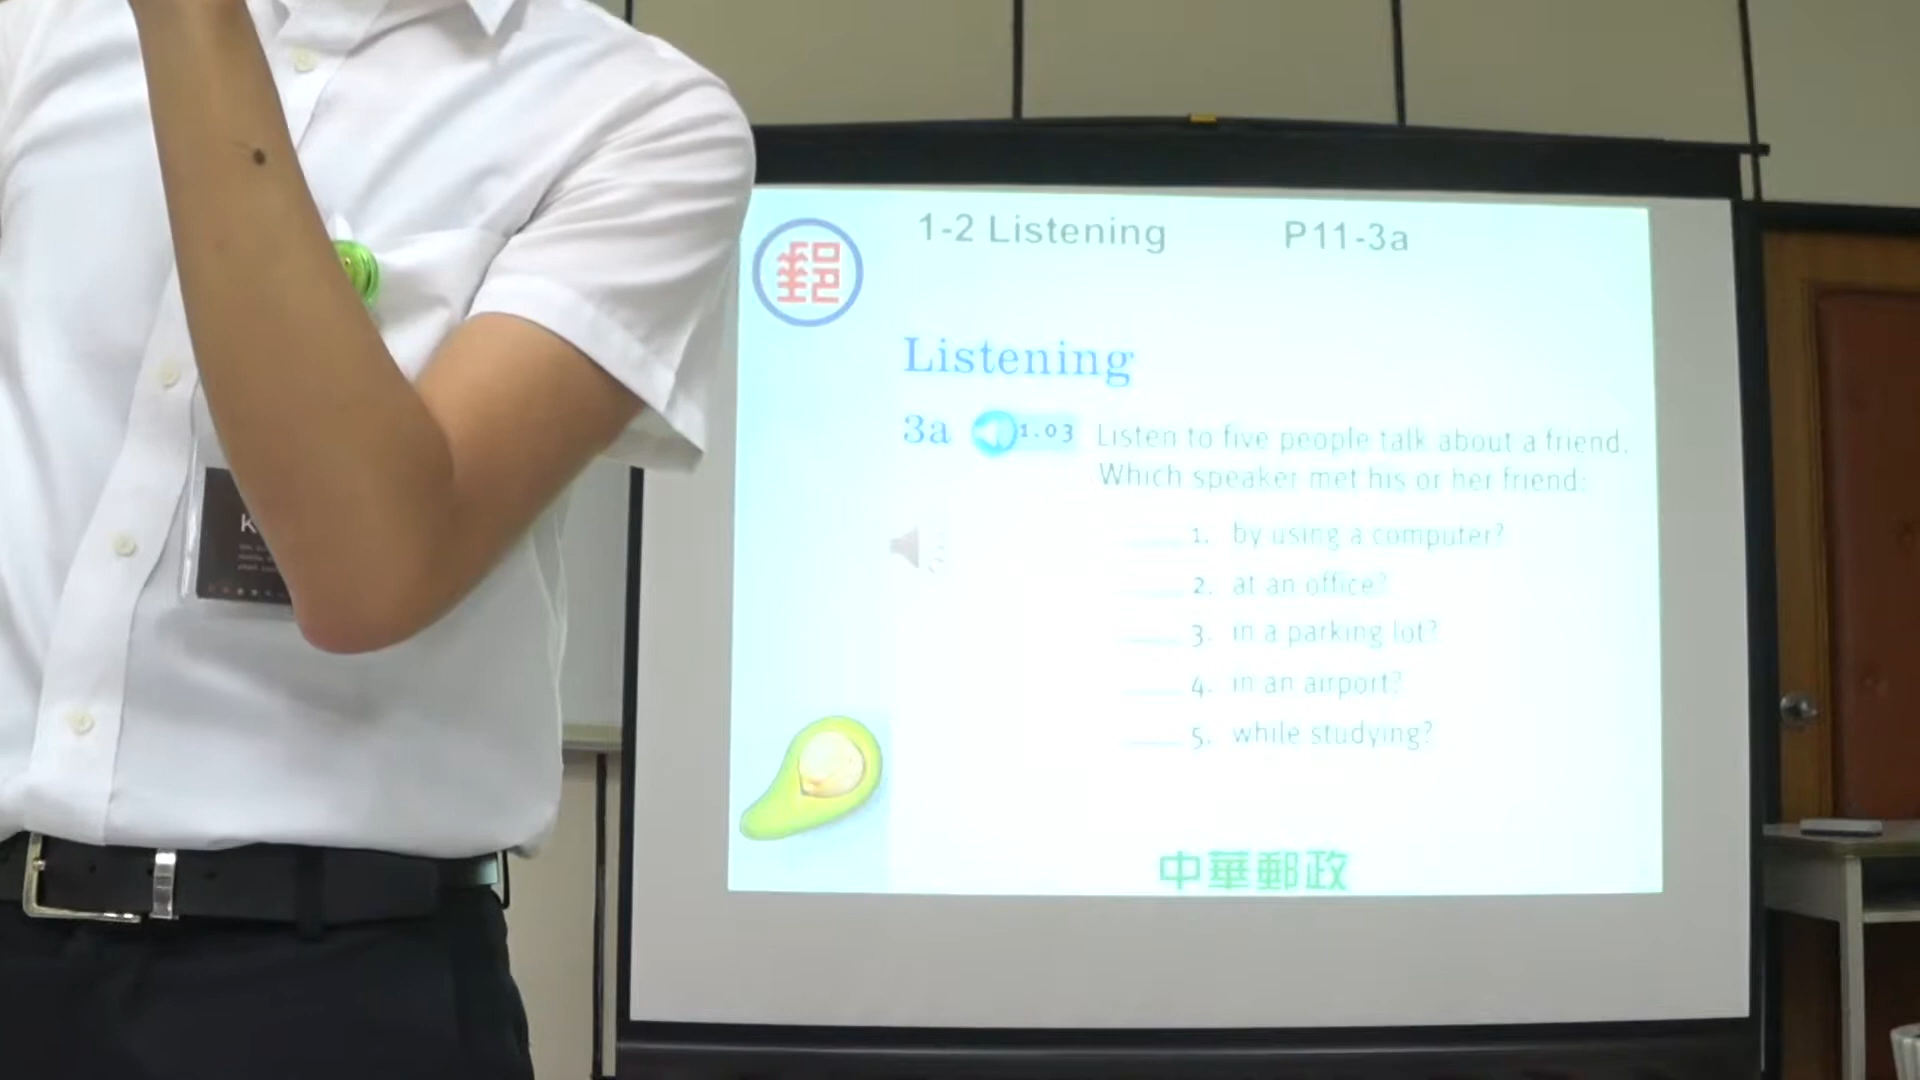 1-2 Listening P11-3a
郵
Listening
3a 1.03 Listen to five people talk about a friend.
Which speaker met his or her friend:
1. by using a computer?
2. at an office?
3. in a parking lot?
4. in an airport?
5. while studying?
中華郵政
K